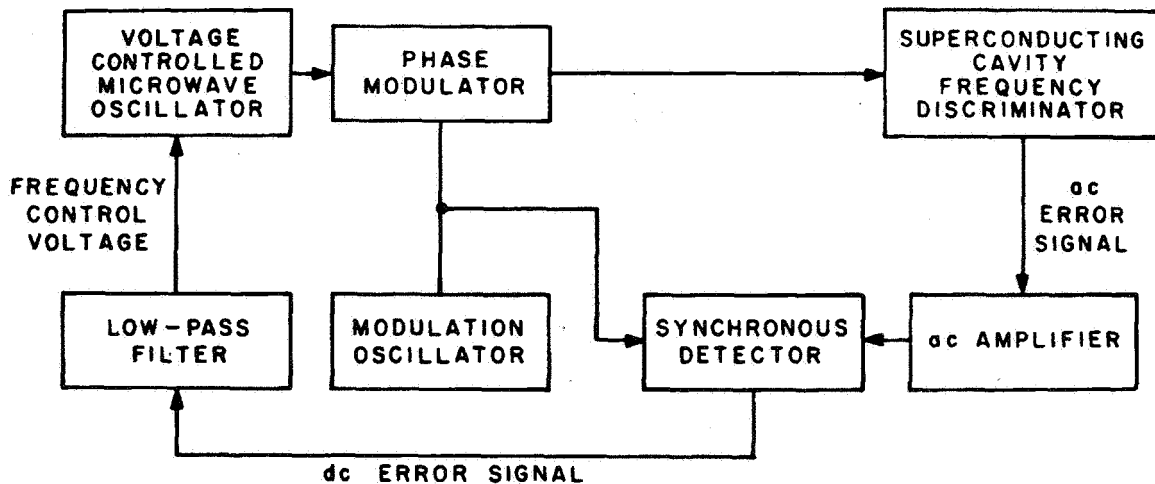 VOLTAGE
CONTROLLED
MICROWAVE
OSCILLATOR
PHASE
MODULATOR
SUPERCONDUCTING
CAVITY
FREQUENCY
DISCRIMINATOR
FREQUENCY
CONTROL
VOLTAGE
ac
ERROR
SIGNAL
LOW-PASS
FILTER
MODULATION
OSCILLATOR
SYNCHRONOUS
DETECTOR
ac AMPLIFIER
dc ERROR SIGNAL